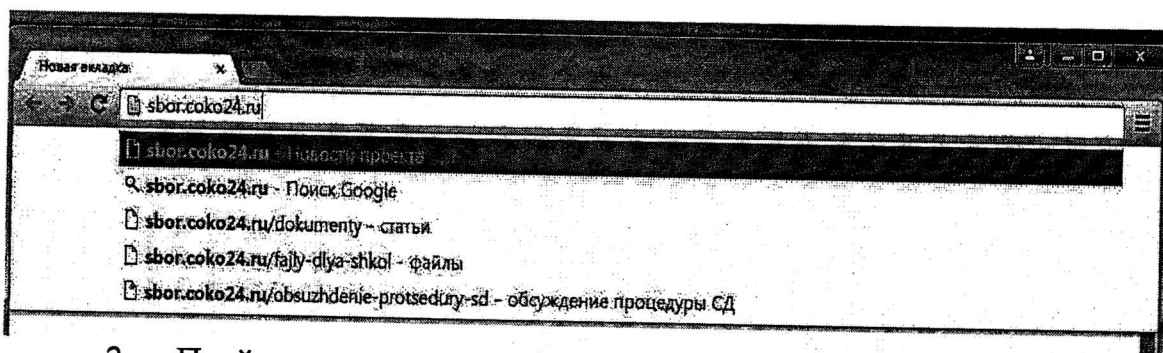 Новая вкладка
sbor.coko24.ru
sbor.coko24.ru - Новости проекта
sbor.coko24.ru - Поиск Google
sbor.coko24.ru/dokumenty - статьи
sbor.coko24.ru/fajly-dlya-shkol - файлы
sbor.coko24.ru/obsuzhdenie-protsedury-sd - обсуждение процедуры СД